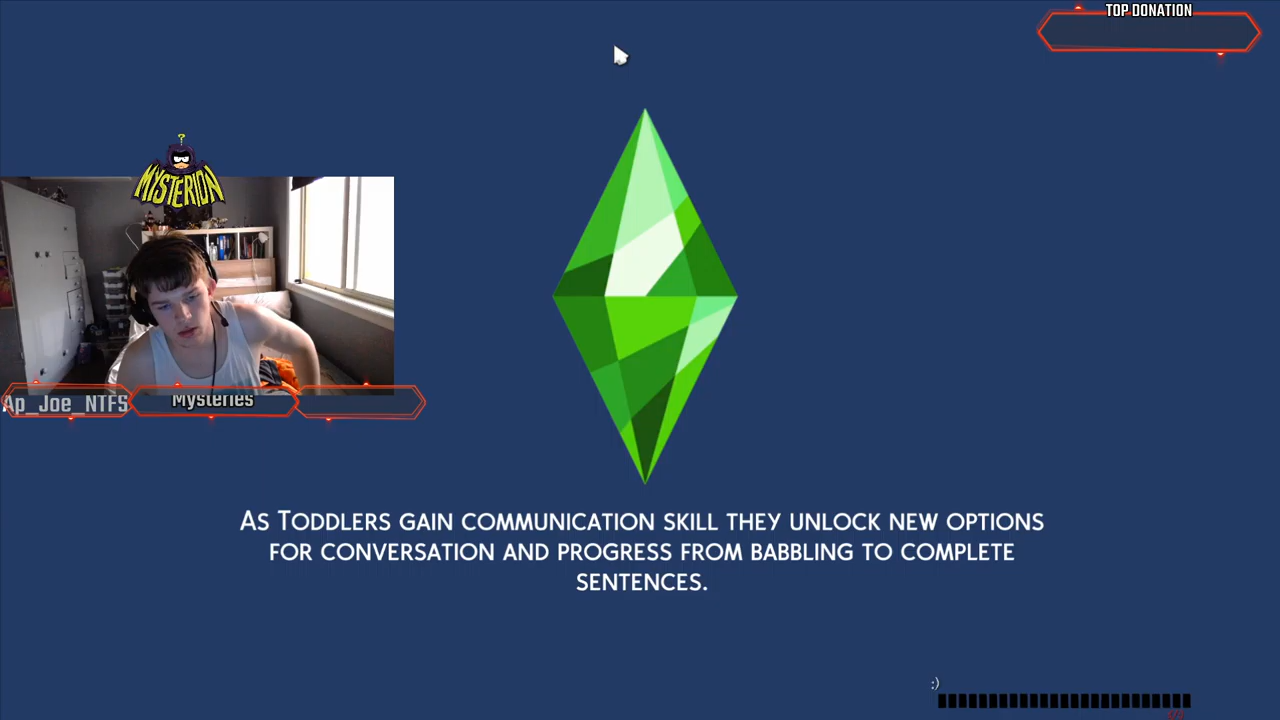 TOP DONATION
?
MYSTERION
Ap_Joe_NTFS
Mysteries
AS TODDLERS GAIN COMMUNICATION SKILL THEY UNLOCK NEW OPTIONS
FOR CONVERSATION AND PROGRESS FROM BABBLING TO COMPLETE
SENTENCES.
:)